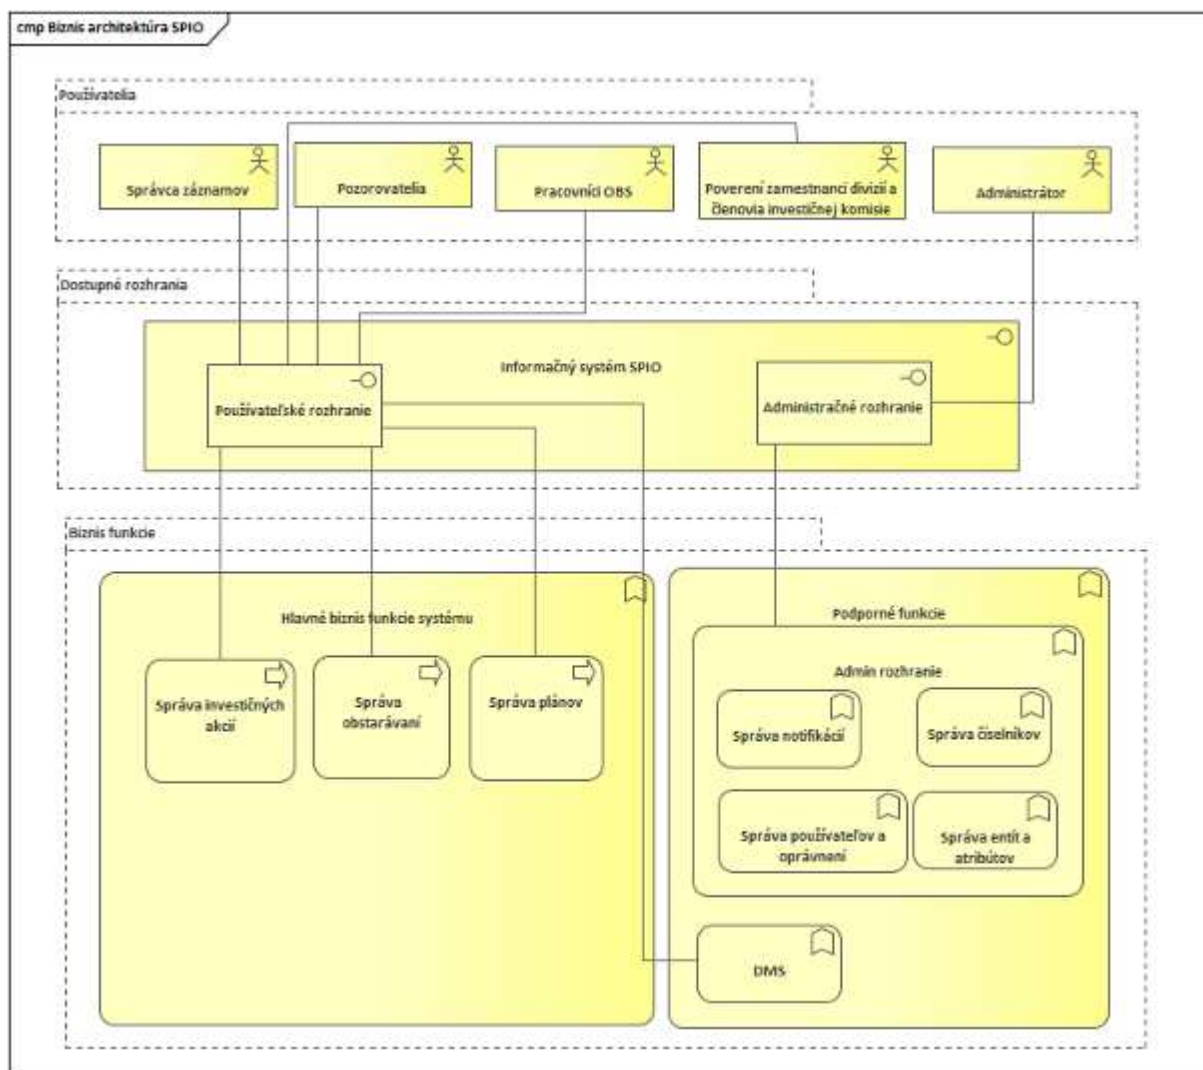 cmp Biznis architektúra SPIO
Používatelia
Správca záznamov
Pozorovatelia
Pracovníci OBS
Poverení zamestnanci divízií a
členovia investičnej komisie
Administrátor
Dostupné rozhrania
Informačný systém SPIO
Používateľské rozhranie
Administračné rozhranie
Biznis funkcie
Hlavné biznis funkcie systému
Správa investičných
akcií
Správa
obstarávaní
Správa plánov
Podporné funkcie
Admin rozhranie
Správa notifikácií
Správa číselníkov
Správa používateľov a
oprávnení
Správa entít a
atribútov
DMS